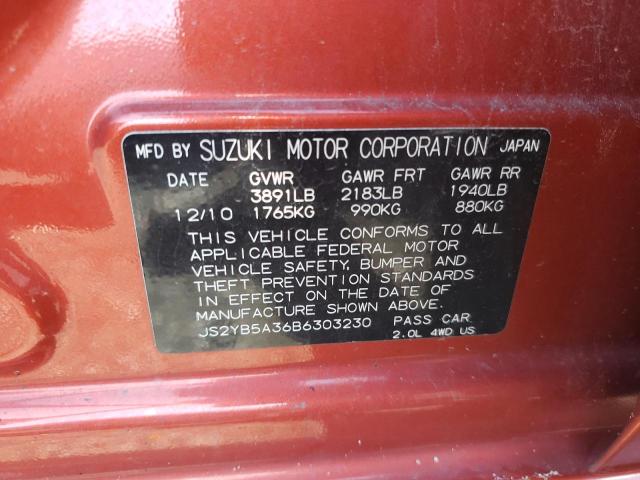 MFD BY SUZUKI MOTOR CORPORATION JAPAN
DATE GVWR GAWR FRT GAWR RR
3891LB 2183LB 1940LB
12/10 1765KG 990KG 880KG
THIS VEHICLE CONFORMS TO ALL
APPLICABLE FEDERAL MOTOR
VEHICLE SAFETY, BUMPER AND
THEFT PREVENTION STANDARDS
IN EFFECT ON THE DATE OF
MANUFACTURE SHOWN ABOVE.
JS2YB5A36B6303230 PASS CAR
2.0L 4WD US